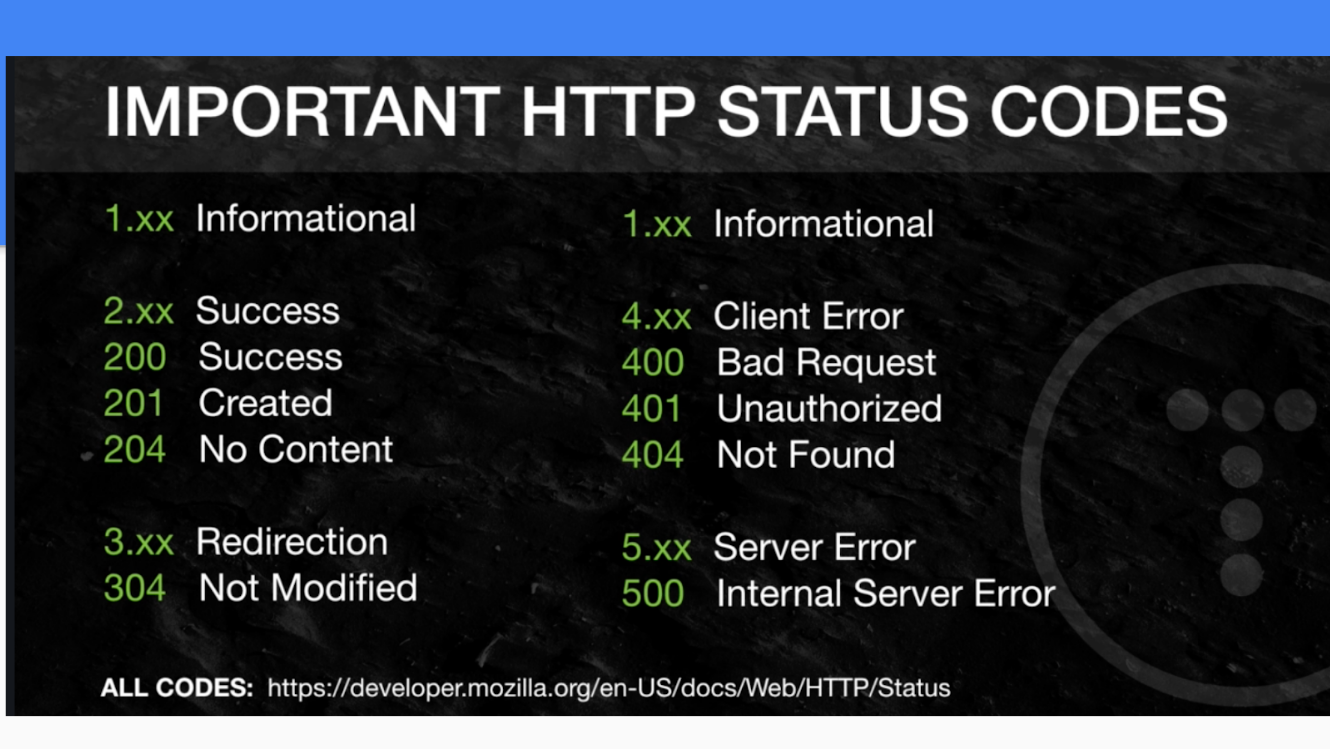 IMPORTANT HTTP STATUS CODES
1.xx Informational
2.xx Success
200 Success
201 Created
204 No Content
3.xx Redirection
304 Not Modified
1.xx Informational
4.xx Client Error
400 Bad Request
401 Unauthorized
404 Not Found
5.xx Server Error
500 Internal Server Error
ALL CODES: https://developer.mozilla.org/en-US/docs/Web/HTTP/Status